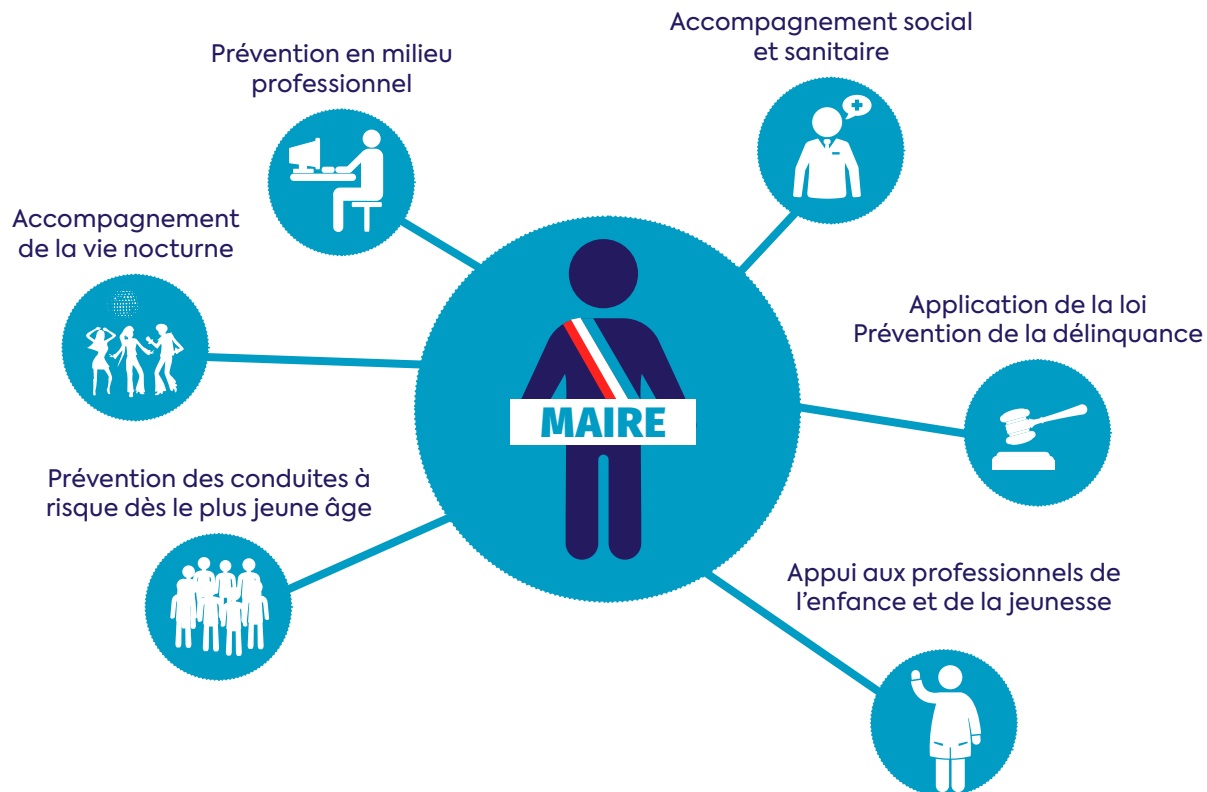 Accompagnement social
et sanitaire
Prévention en milieu
professionnel
Accompagnement
de la vie nocturne
Application de la loi
Prévention de la délinquance
MAIRE
Prévention des conduites à
risque dès le plus jeune âge
Appui aux professionnels de
l’enfance et de la jeunesse